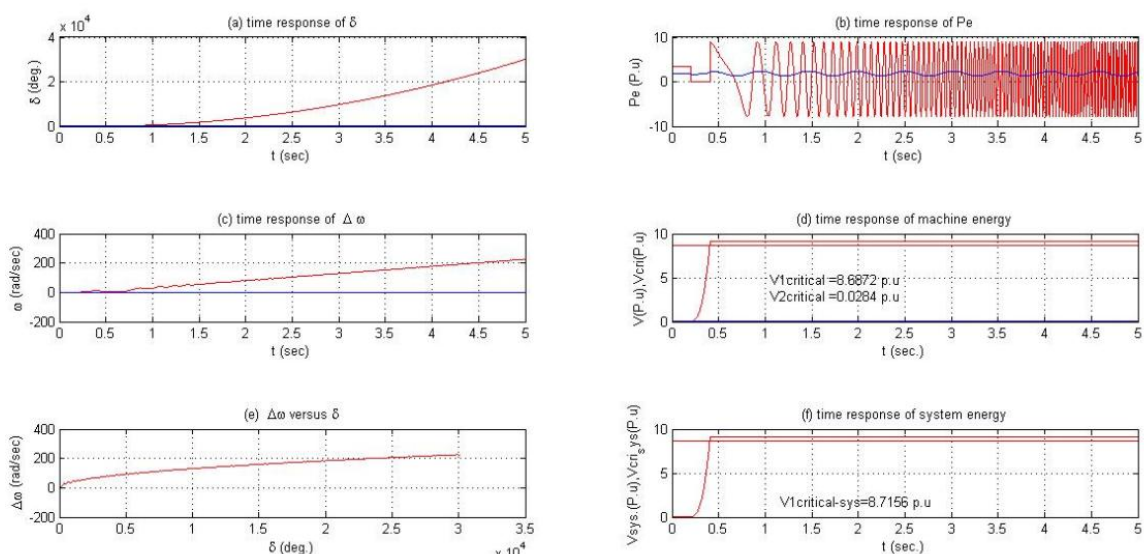 (a) time response of δ
x 10⁴
4
2
0
δ (deg.)
0 0.5 1 1.5 2 2.5 3 3.5 4 4.5 5
t (sec)
(b) time response of Pe
10
0
-10
Pe (P.u)
0 0.5 1 1.5 2 2.5 3 3.5 4 4.5 5
t (sec)
(c) time response of Δ ω
400
200
0
-200
ω (rad/sec)
0 0.5 1 1.5 2 2.5 3 3.5 4 4.5 5
t (sec)
(d) time response of machine energy
10
5
0
V(P.u),Vcri(P.u)
V1critical =8.6872 p.u
V2critical =0.0284 p.u
0 0.5 1 1.5 2 2.5 3 3.5 4 4.5 5
t (sec.)
(e) Δω versus δ
400
200
0
-200
Δω (rad/sec)
0 0.5 1 1.5 2 2.5 3 3.5
δ (deg.)
x 10⁴
(f) time response of system energy
10
5
0
Vsys.(P.u),Vcri_sys(P.u)
V1critical-sys=8.7156 p.u
0 0.5 1 1.5 2 2.5 3 3.5 4 4.5 5
t (sec.)